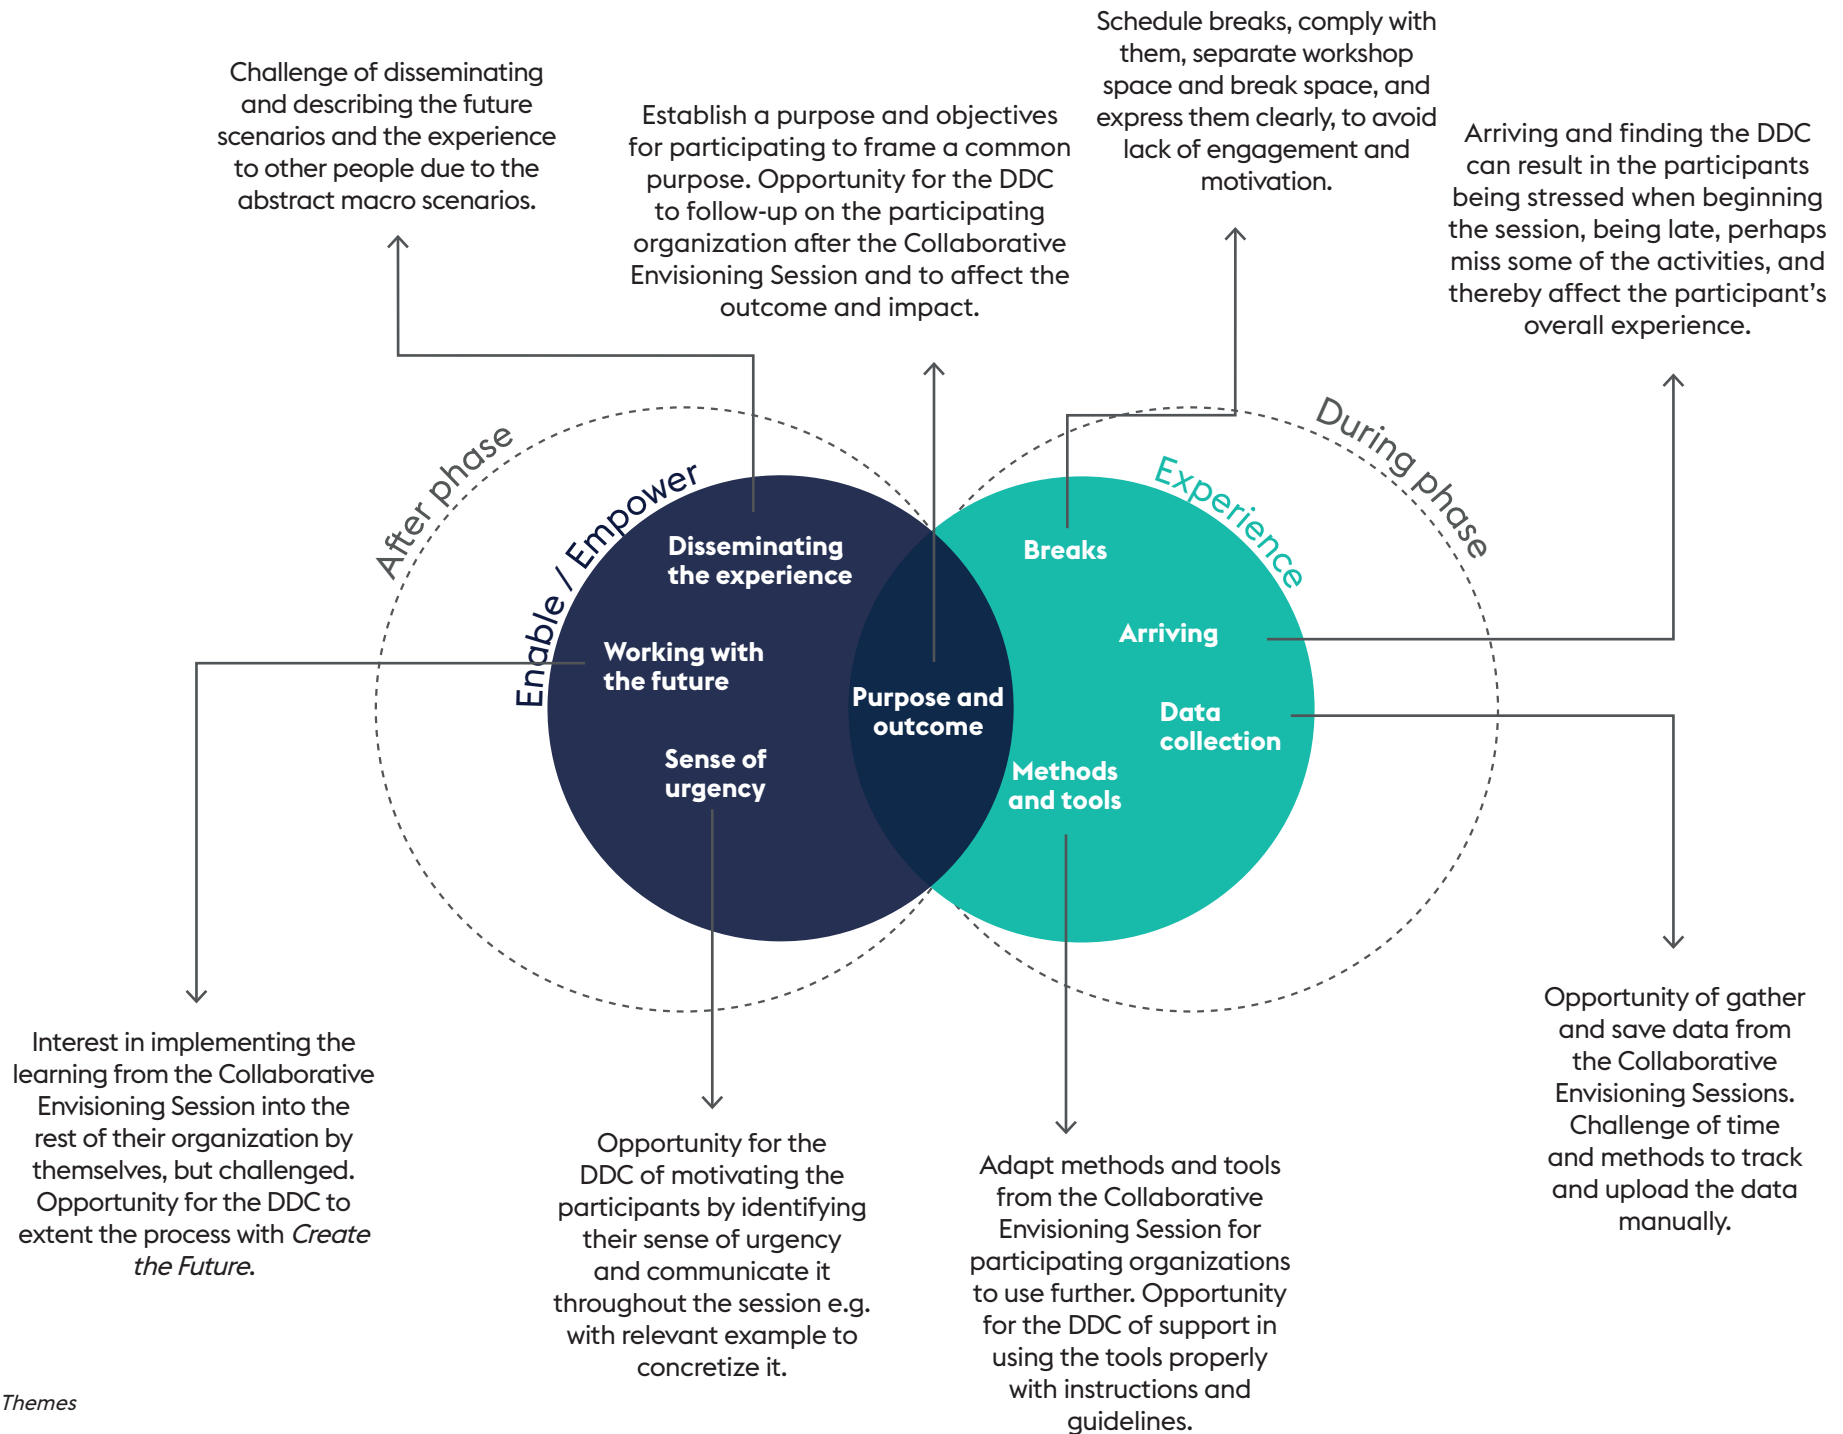 Challenge of disseminating
and describing the future
scenarios and the experience
to other people due to the
abstract macro scenarios.
Establish a purpose and objectives
for participating to frame a common
purpose. Opportunity for the DDC
to follow-up on the participating
organization after the Collaborative
Envisioning Session and to affect the
outcome and impact.
Schedule breaks, comply with
them, separate workshop
space and break space, and
express them clearly, to avoid
lack of engagement and
motivation.
Arriving and finding the DDC
can result in the participants
being stressed when beginning
the session, being late, perhaps
miss some of the activities, and
thereby affect the participant's
overall experience.
After phase
Enable / Empower
Experience
During phase
Disseminating
the experience
Working with
the future
Sense of
urgency
Purpose and
outcome
Breaks
Arriving
Data
collection
Methods
and tools
Interest in implementing the
learning from the Collaborative
Envisioning Session into the
rest of their organization by
themselves, but challenged.
Opportunity for the DDC to
extent the process with Create
the Future.
Opportunity for the
DDC of motivating the
participants by identifying
their sense of urgency
and communicate it
throughout the session e.g.
with relevant example to
concretize it.
Adapt methods and tools
from the Collaborative
Envisioning Session for
participating organizations
to use further. Opportunity
for the DDC of support in
using the tools properly
with instructions and
guidelines.
Opportunity of gather
and save data from
the Collaborative
Envisioning Sessions.
Challenge of time
and methods to track
and upload the data
manually.
Themes